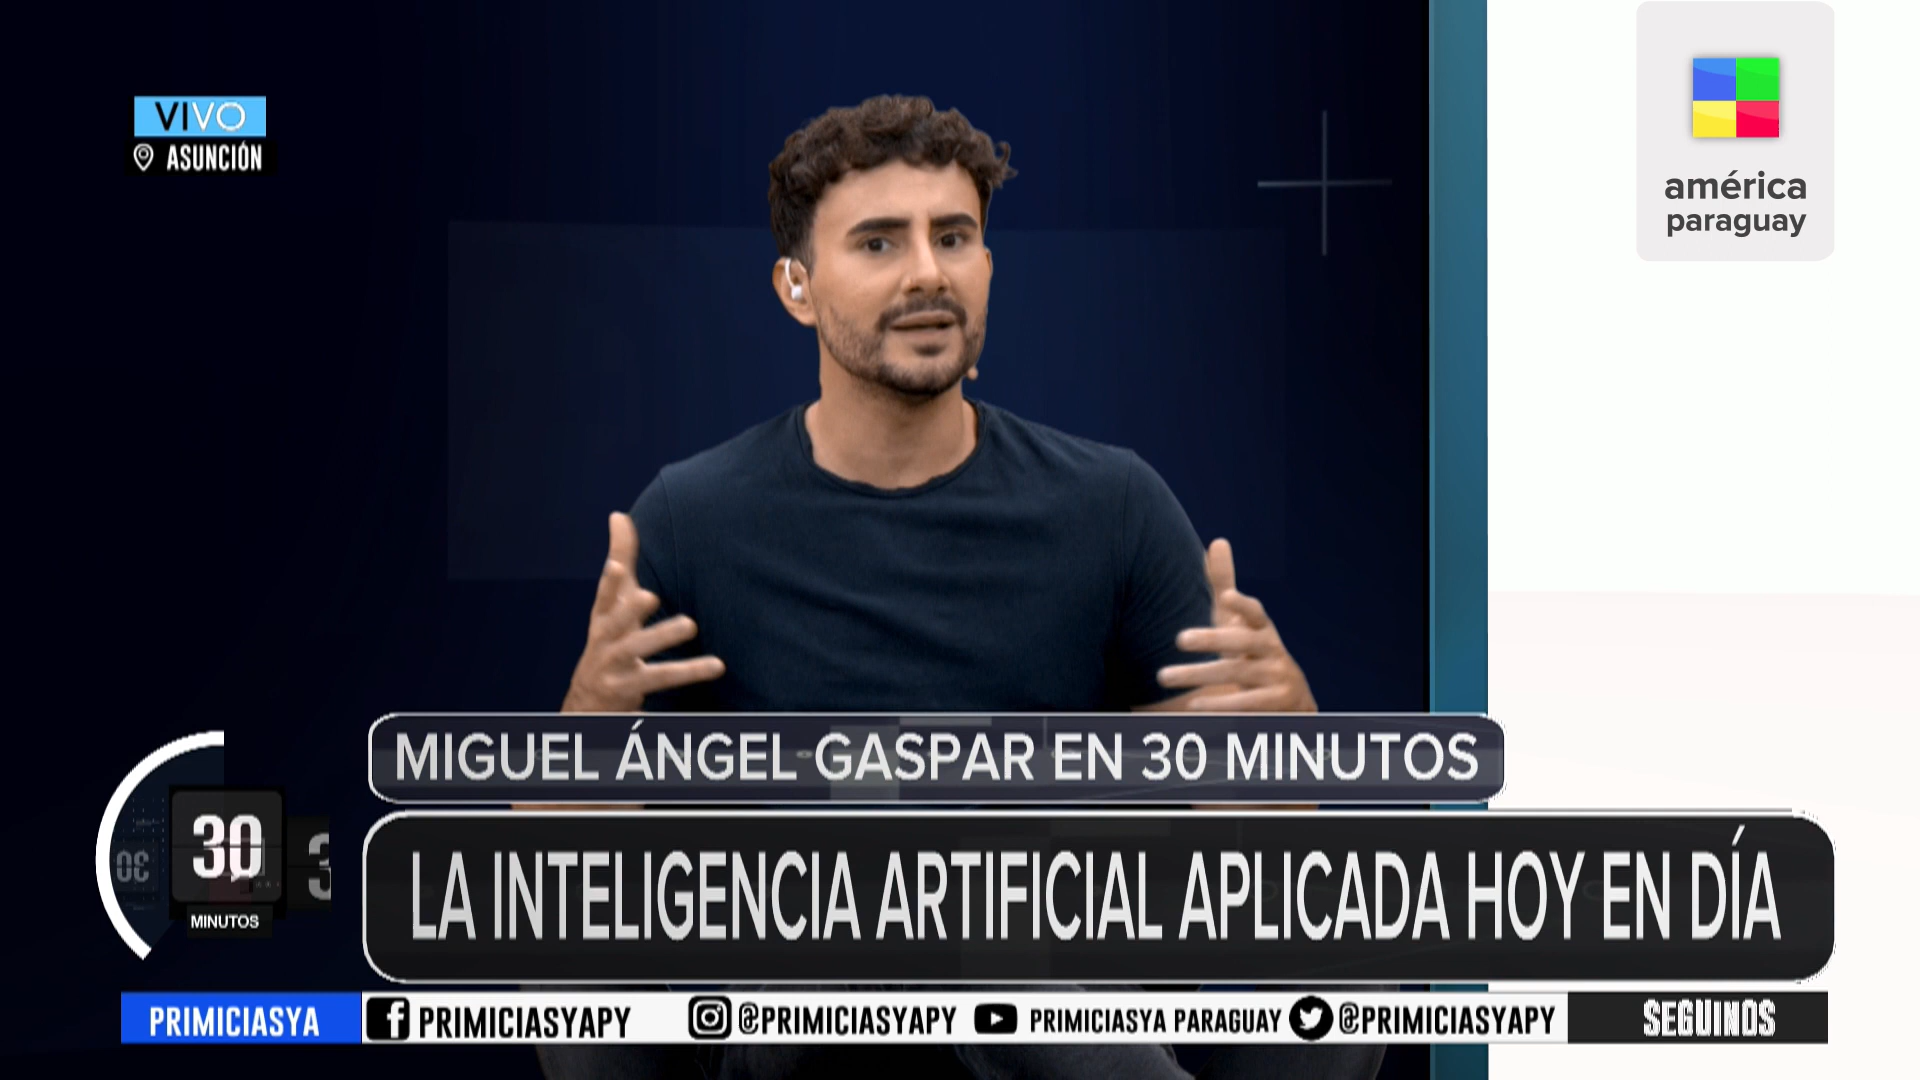 VIVO
ASUNCIÓN
américa
paraguay
MIGUEL ÁNGEL GASPAR EN 30 MINUTOS
30
MINUTOS
LA INTELIGENCIA ARTIFICIAL APLICADA HOY EN DÍA
PRIMICIASYA PRIMICIASYAPY @PRIMICIASYAPY PRIMICIASYA PARAGUAY @PRIMICIASYAPY SEGUINOS